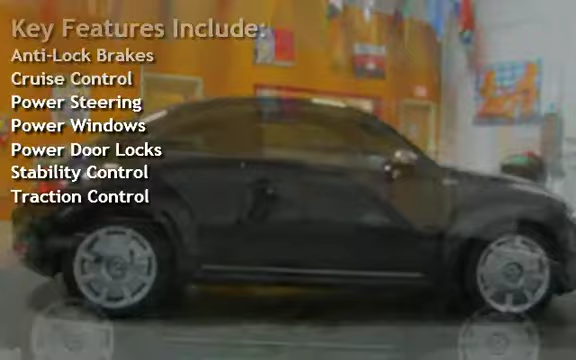 Key Features Include:
Anti-Lock Brakes
Cruise Control
Power Steering
Power Windows
Power Door Locks
Stability Control
Traction Control